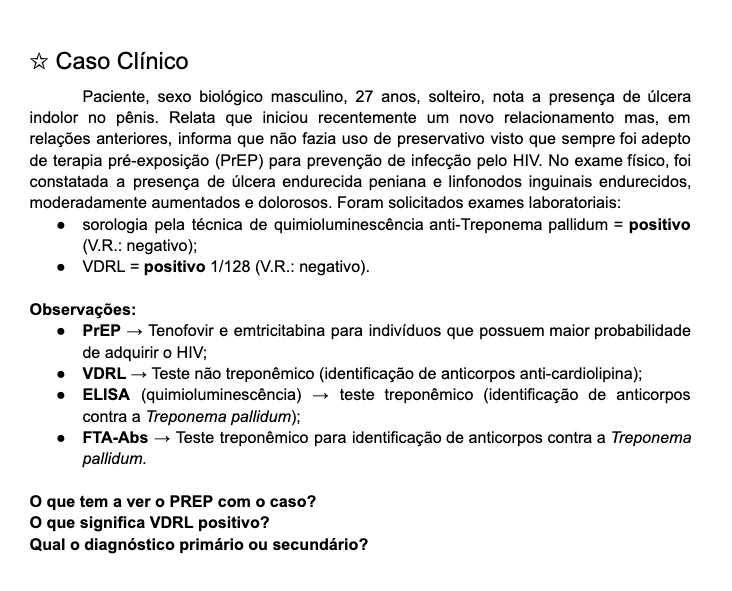 ☆ Caso Clínico
Paciente, sexo biológico masculino, 27 anos, solteiro, nota a presença de úlcera
indolor no pênis. Relata que iniciou recentemente um novo relacionamento mas, em
relações anteriores, informa que não fazia uso de preservativo visto que sempre foi adepto
de terapia pré-exposição (PrEP) para prevenção de infecção pelo HIV. No exame físico, foi
constatada a presença de úlcera endurecida peniana e linfonodos inguinais endurecidos,
moderadamente aumentados e dolorosos. Foram solicitados exames laboratoriais:
● sorologia pela técnica de quimioluminescência anti-Treponema pallidum = positivo
(V.R.: negativo);
● VDRL = positivo 1/128 (V.R.: negativo).
Observações:
● PrEP → Tenofovir e emtricitabina para indivíduos que possuem maior probabilidade
de adquirir o HIV;
● VDRL → Teste não treponêmico (identificação de anticorpos anti-cardiolipina);
● ELISA (quimioluminescência) → teste treponêmico (identificação de anticorpos
contra a Treponema pallidum);
● FTA-Abs → Teste treponêmico para identificação de anticorpos contra a Treponema
pallidum.
O que tem a ver o PREP com o caso?
O que significa VDRL positivo?
Qual o diagnóstico primário ou secundário?